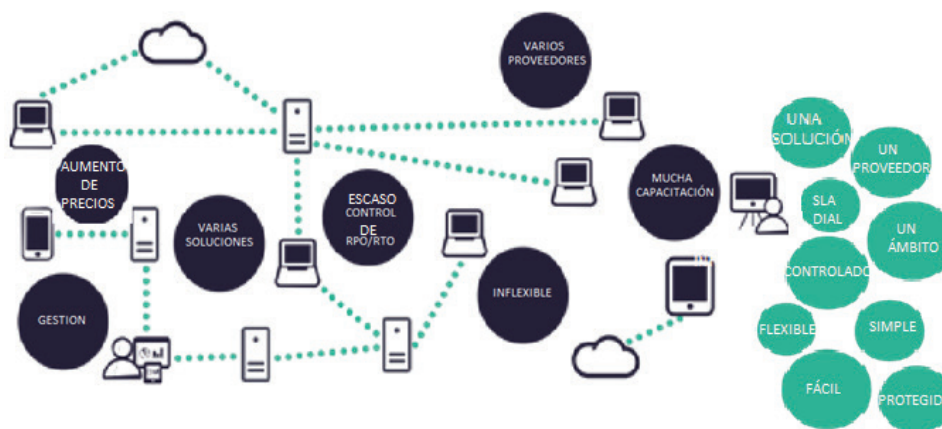 VARIOS
PROVEEDORES
AUMENTO
DE
PRECIOS
VARIAS
SOLUCIONES
ESCASO
CONTROL
DE
RPO/RTO
MUCHA
CAPACITACIÓN
GESTION
INFLEXIBLE
UNA
SOLUCIÓN
UN
PROVEEDOR
SLA
DIAL
UN
ÁMBITO
CONTROLADO
FLEXIBLE
SIMPLE
FÁCIL
PROTEGID